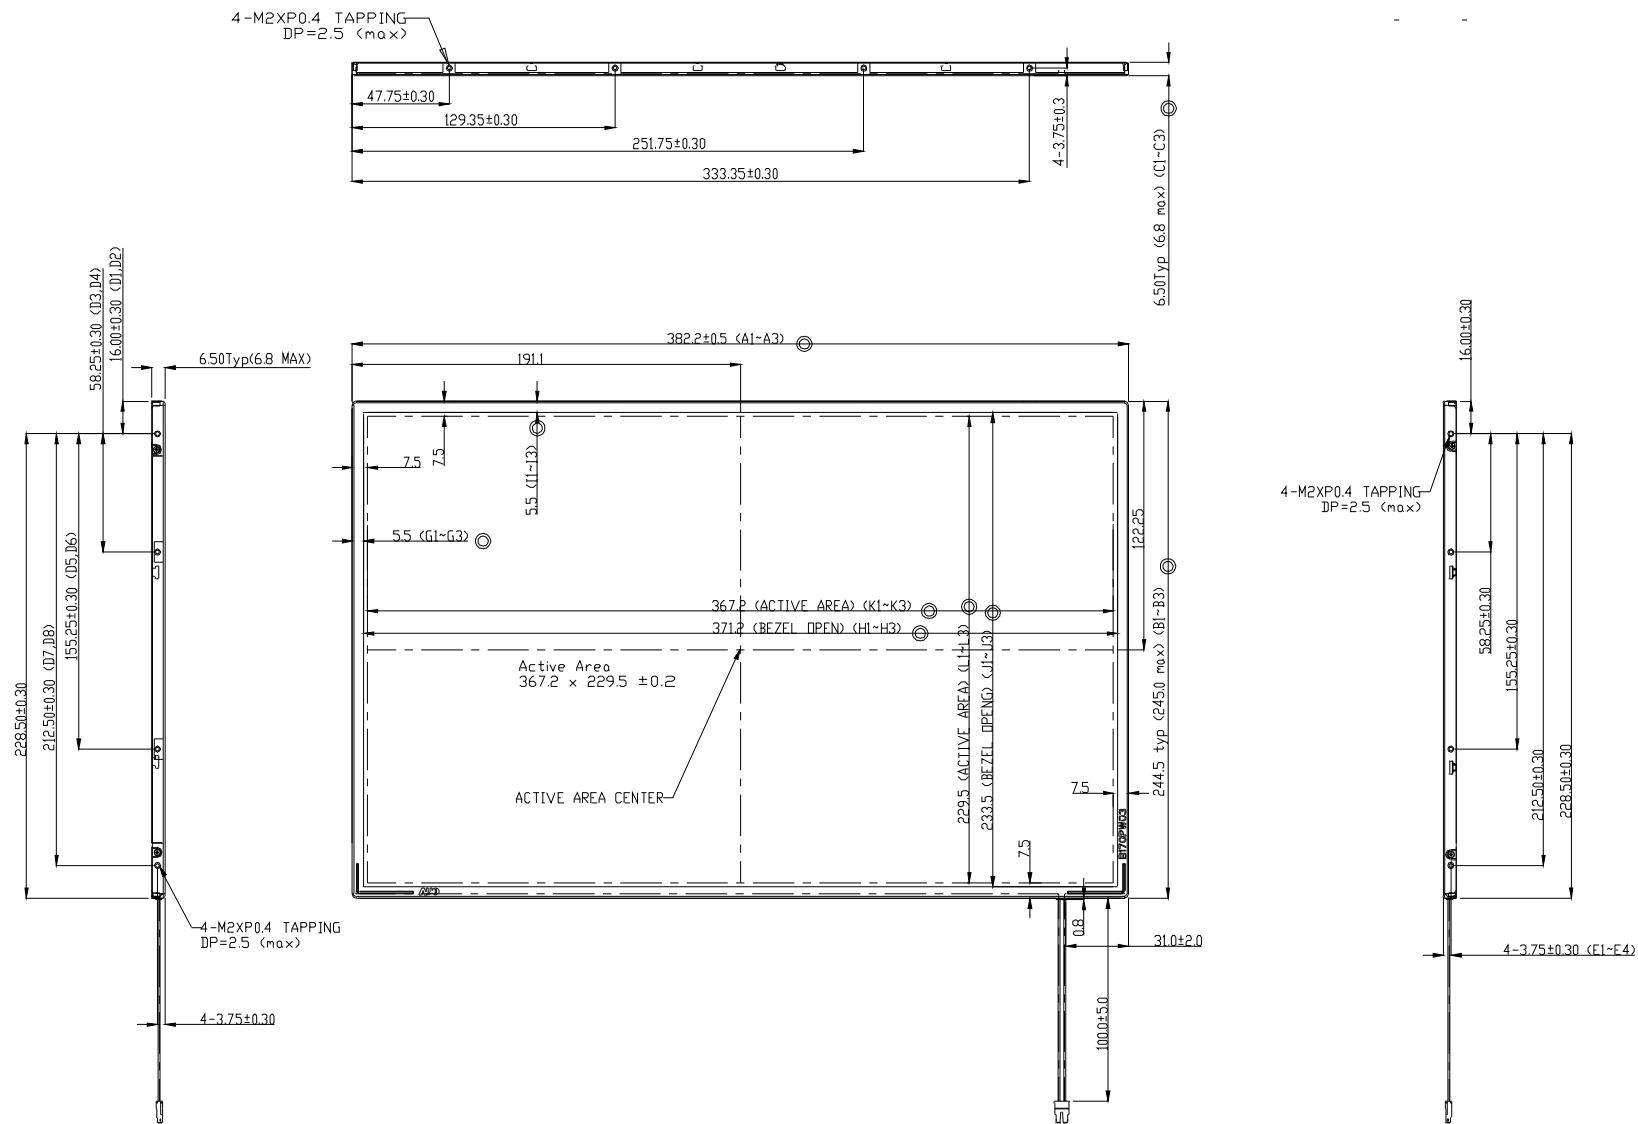 4-M2XP0.4 TAPPING
DP=2.5 (max)
47.75±0.30
129.35±0.30
251.75±0.30
333.35±0.30
4-3.75±0.3
6.50Typ (6.8 max) (C1~C3)
58.25±0.30 (D3,D4)
16.00±0.30 (D1,D2)
6.50Typ(6.8 MAX)
228.50±0.30
212.50±0.30 (D7,D8)
155.25±0.30 (D5,D6)
4-M2XP0.4 TAPPING
DP=2.5 (max)
4-3.75±0.30
382.2±0.5 (A1~A3)
191.1
7.5
7.5
5.5 (I1~I3)
5.5 (G1~G3)
122.25
367.2 (ACTIVE AREA) (K1~K3)
371.2 (BEZEL OPEN) (H1~H3)
Active Area
367.2 x 229.5 ±0.2
229.5 (ACTIVE AREA) (L1~L3)
233.5 (BEZEL OPENG) (J1~J3)
244.5 typ (245.0 max) (B1~B3)
ACTIVE AREA CENTER
7.5
7.5
B170PW03
AUO
0.8
31.0±2.0
100.0±5.0
16.00±0.30
4-M2XP0.4 TAPPING
DP=2.5 (max)
58.25±0.30
155.25±0.30
212.50±0.30
228.50±0.30
4-3.75±0.30 (E1~E4)